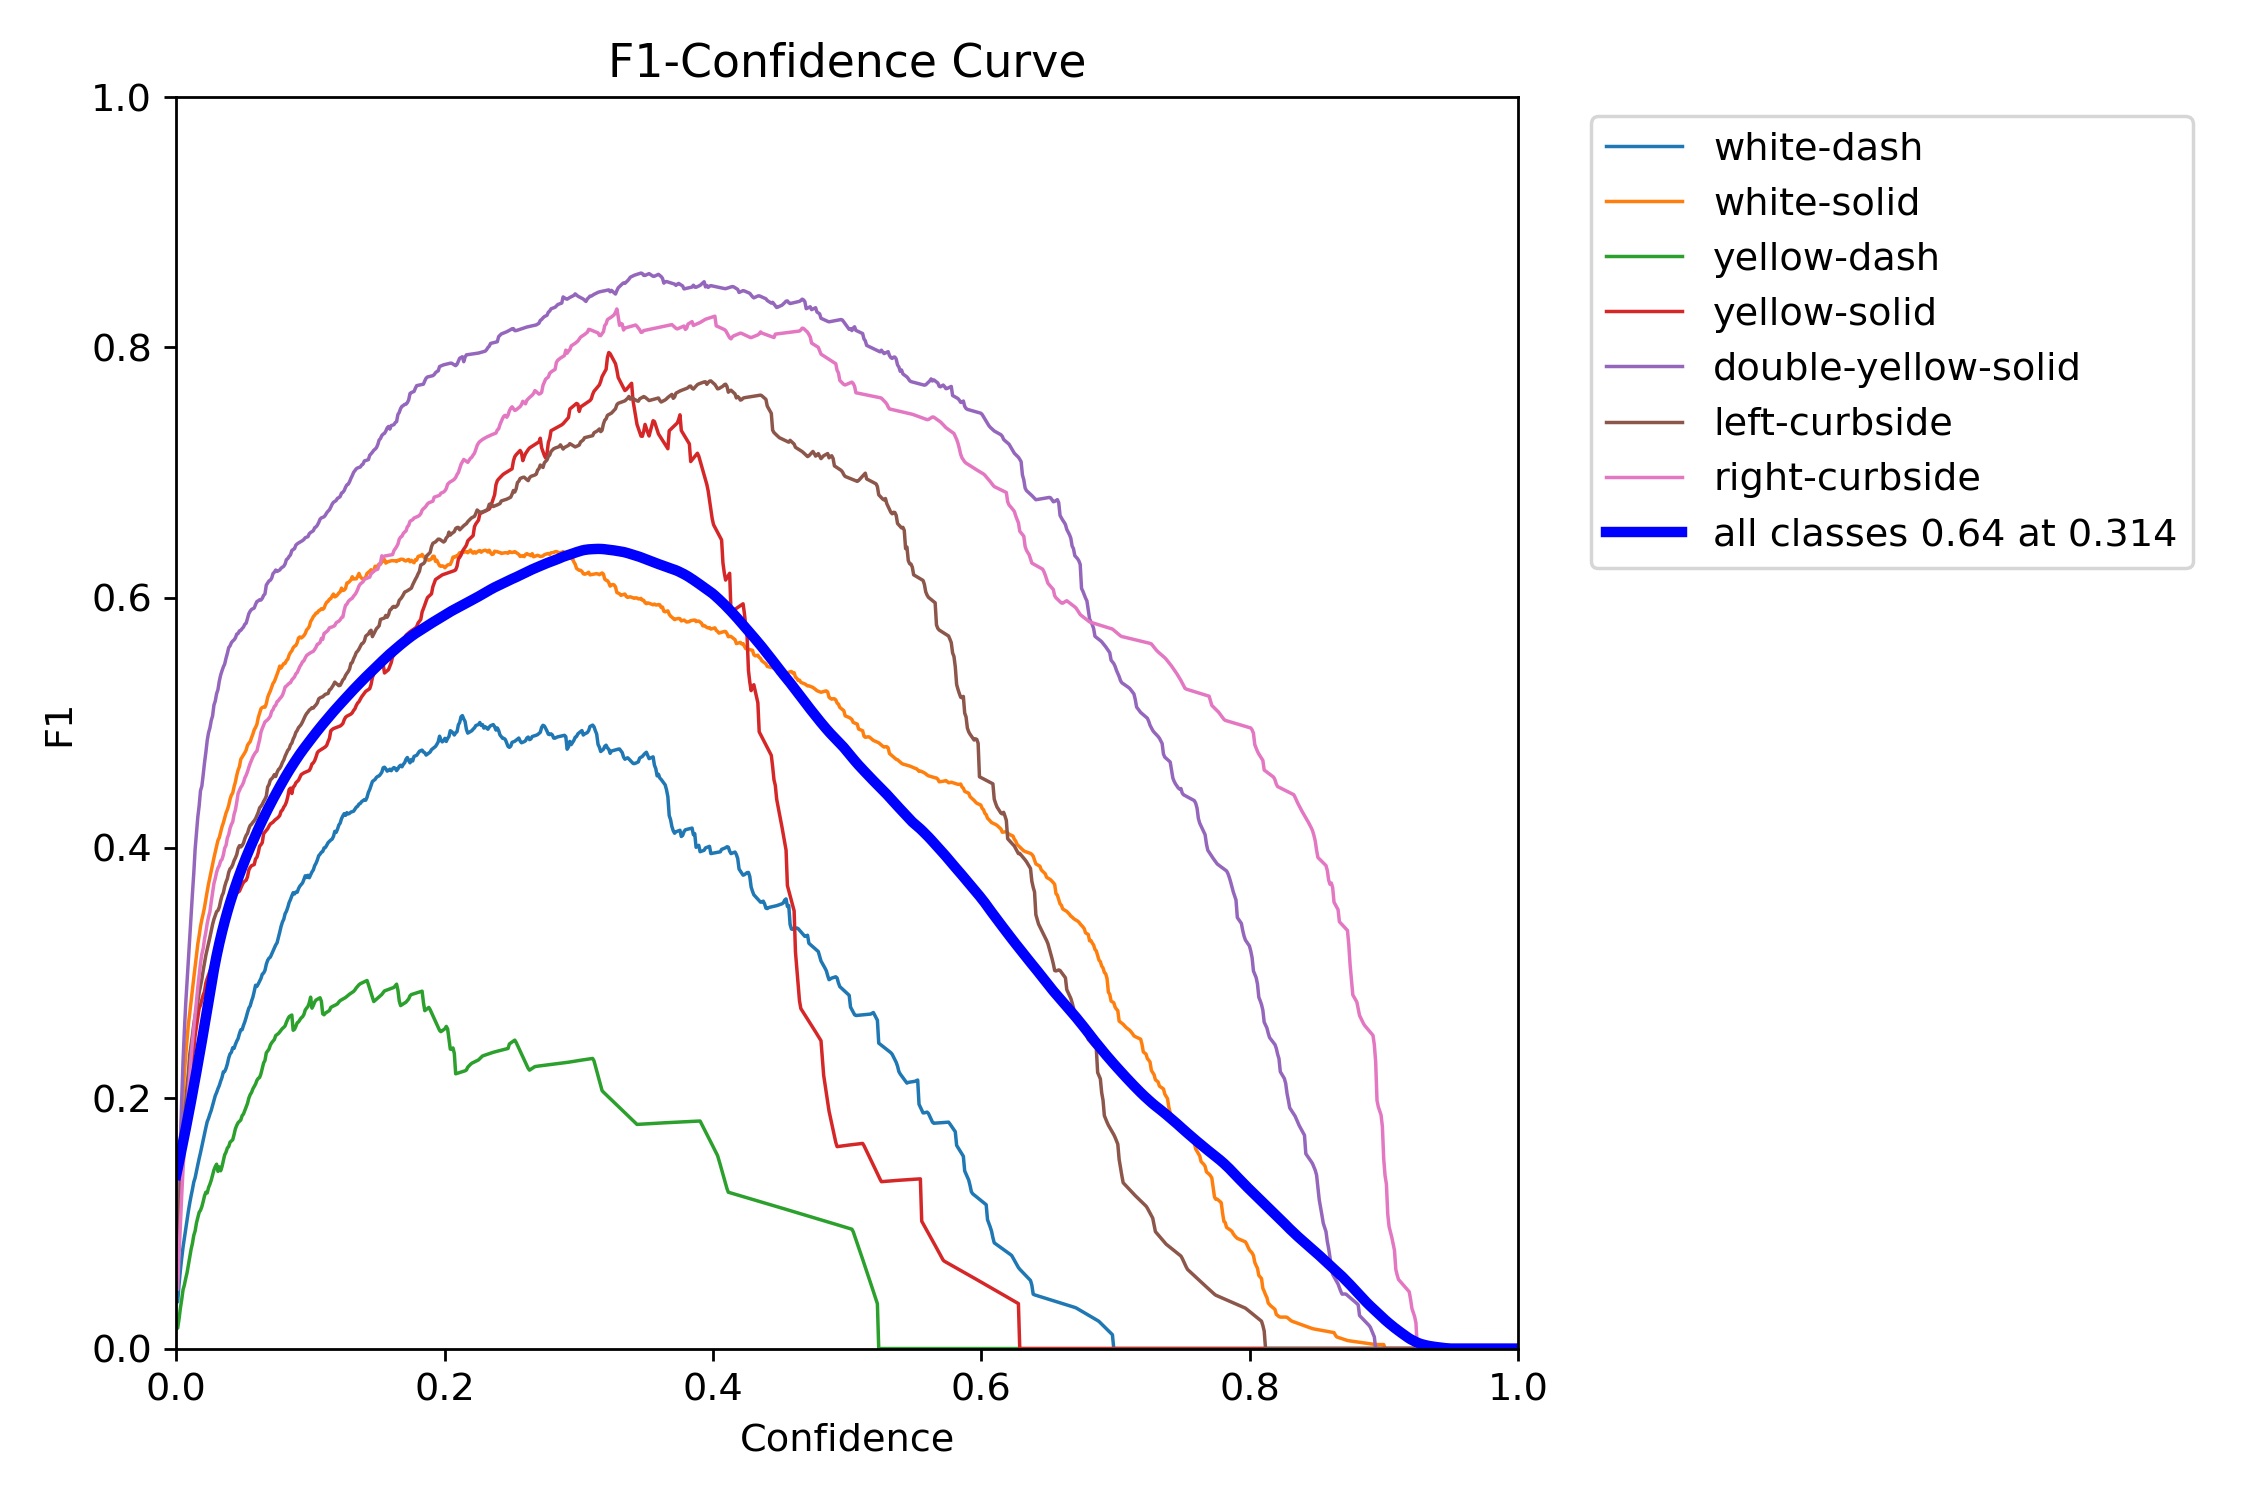 F1-Confidence Curve
1.0
0.8
0.6
0.4
0.2
0.0
F1
0.0 0.2 0.4 0.6 0.8 1.0
Confidence
white-dash
white-solid
yellow-dash
yellow-solid
double-yellow-solid
left-curbside
right-curbside
all classes 0.64 at 0.314